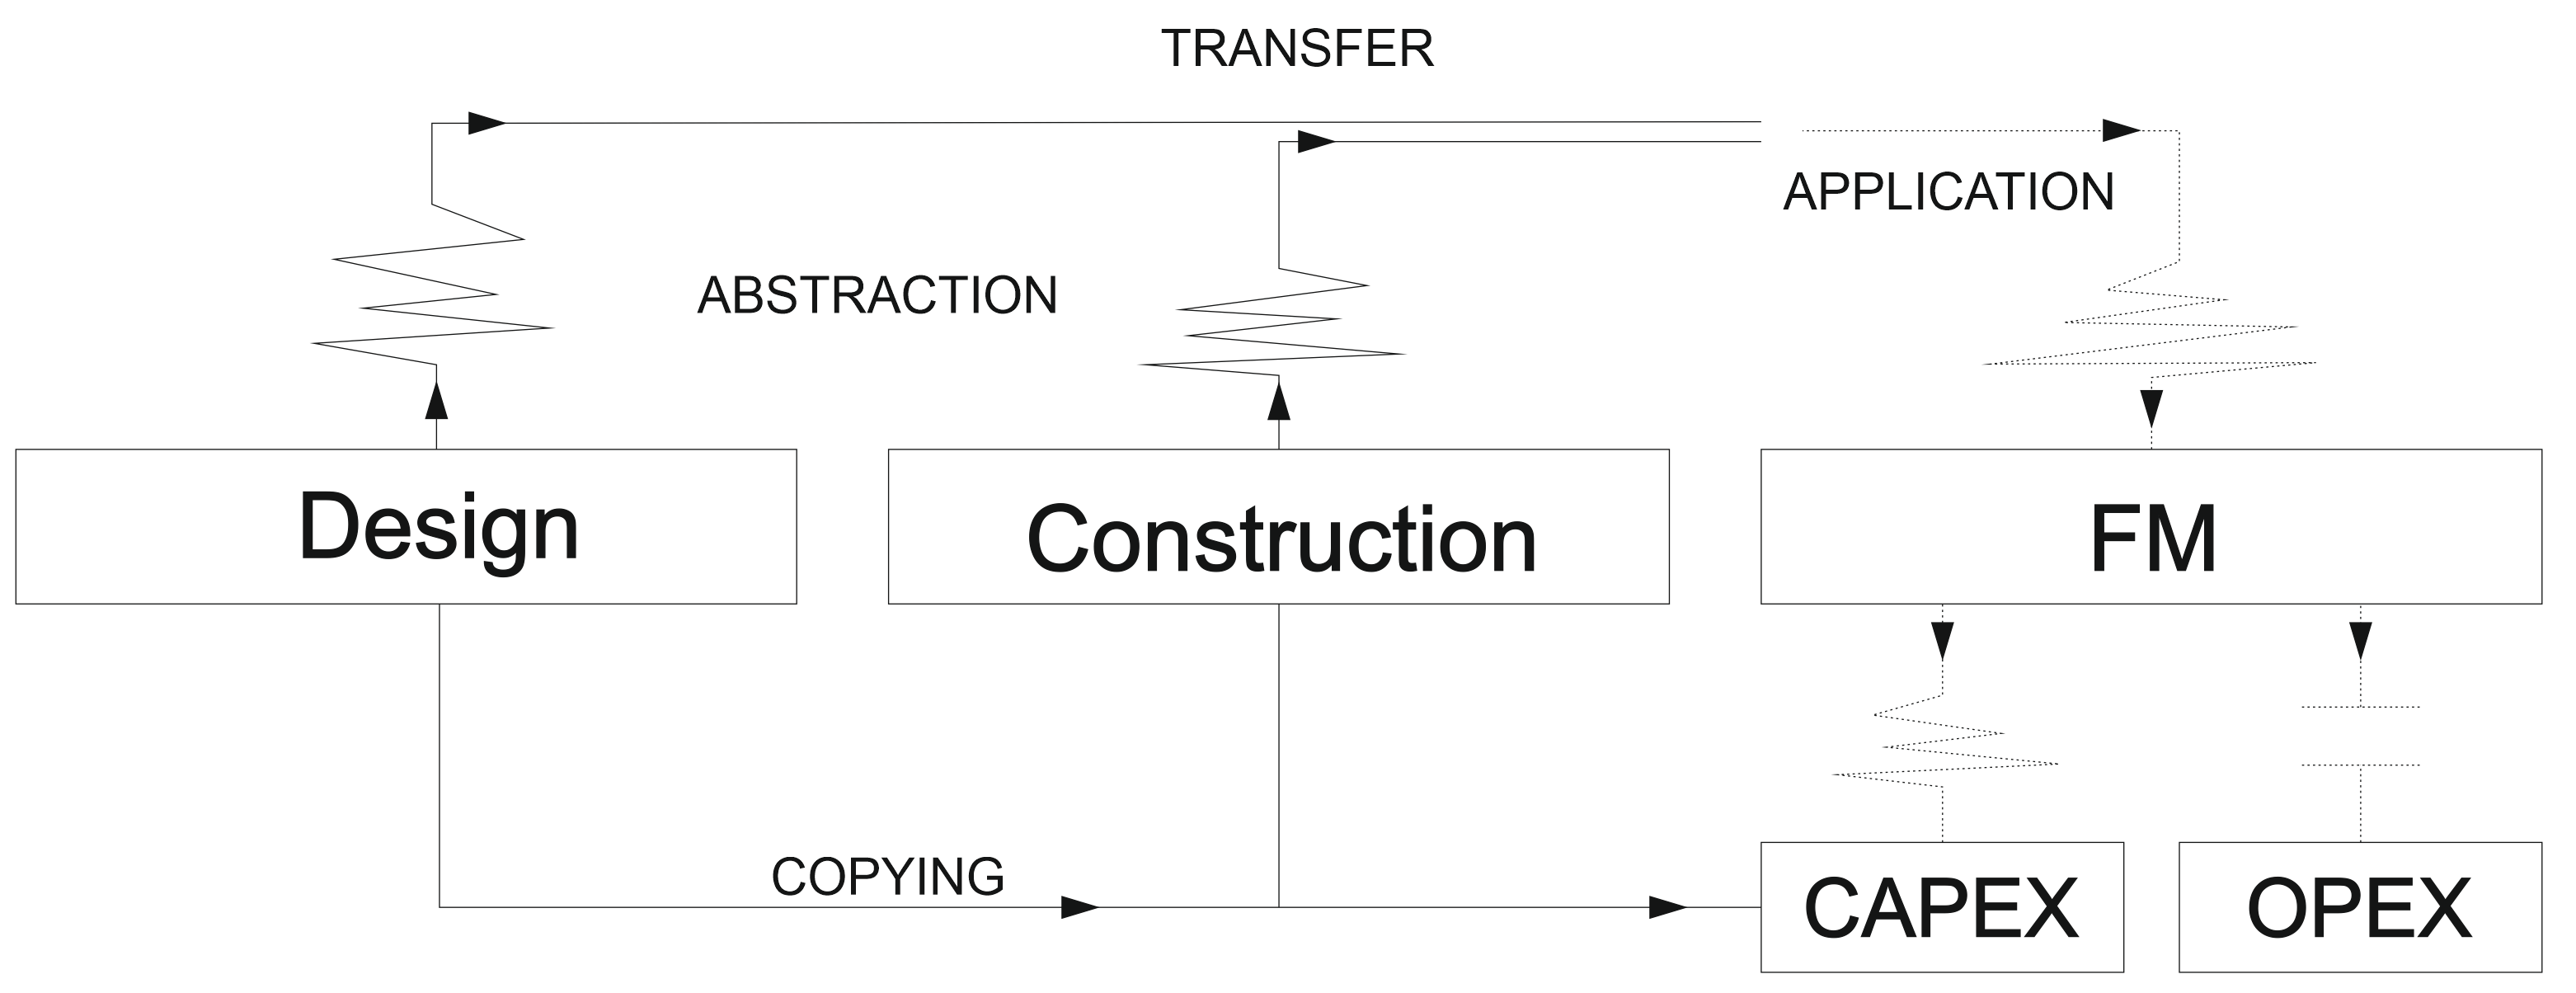 TRANSFER
APPLICATION
ABSTRACTION
Design
Construction
FM
COPYING
CAPEX
OPEX